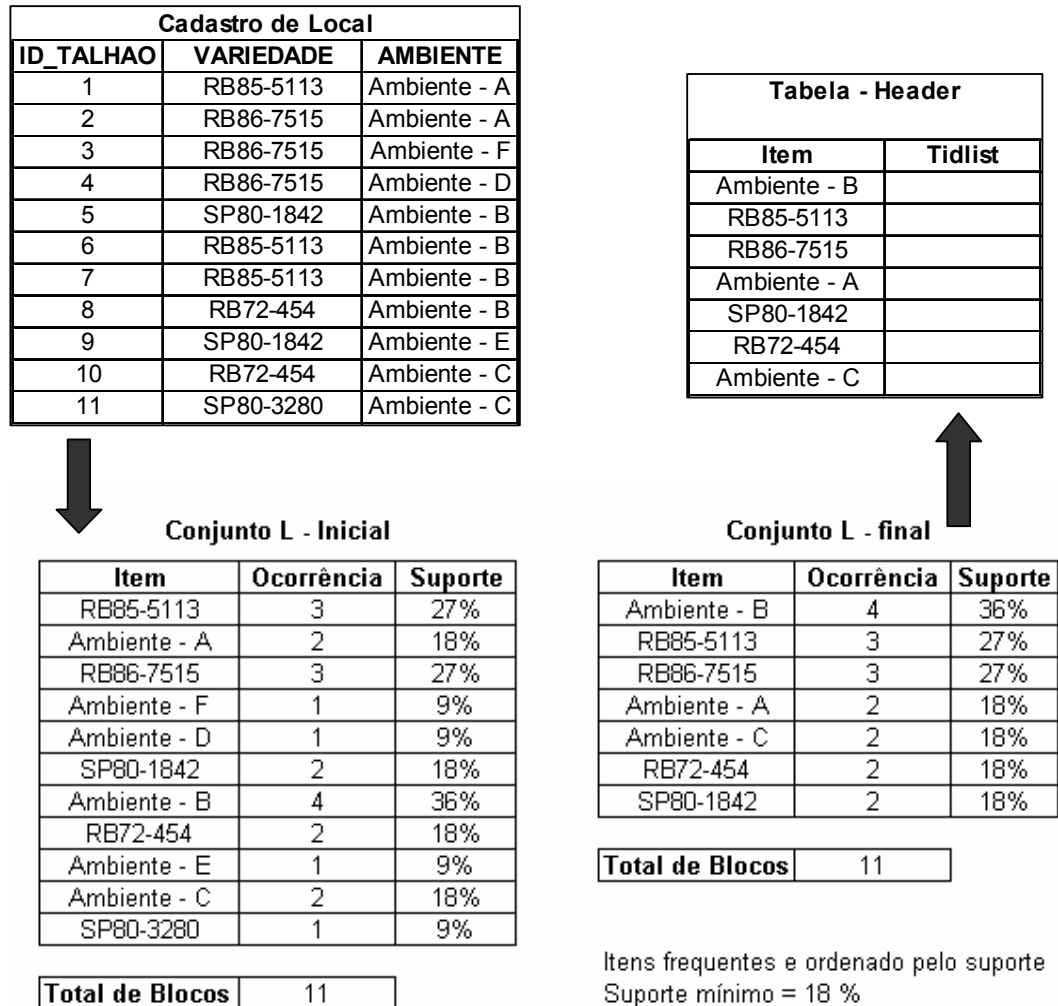 Cadastro de Local
ID_TALHAO VARIEDADE AMBIENTE
1 RB85-5113 Ambiente - A
2 RB86-7515 Ambiente - A
3 RB86-7515 Ambiente - F
4 RB86-7515 Ambiente - D
5 SP80-1842 Ambiente - B
6 RB85-5113 Ambiente - B
7 RB85-5113 Ambiente - B
8 RB72-454 Ambiente - B
9 SP80-1842 Ambiente - E
10 RB72-454 Ambiente - C
11 SP80-3280 Ambiente - C
Tabela - Header
Item Tidlist
Ambiente - B
RB85-5113
RB86-7515
Ambiente - A
SP80-1842
RB72-454
Ambiente - C
Conjunto L - Inicial
Item Ocorrência Suporte
RB85-5113 3 27%
Ambiente - A 2 18%
RB86-7515 3 27%
Ambiente - F 1 9%
Ambiente - D 1 9%
SP80-1842 2 18%
Ambiente - B 4 36%
RB72-454 2 18%
Ambiente - E 1 9%
Ambiente - C 2 18%
SP80-3280 1 9%
Total de Blocos 11
Conjunto L - final
Item Ocorrência Suporte
Ambiente - B 4 36%
RB85-5113 3 27%
RB86-7515 3 27%
Ambiente - A 2 18%
Ambiente - C 2 18%
RB72-454 2 18%
SP80-1842 2 18%
Total de Blocos 11
Itens frequentes e ordenado pelo suporte
Suporte mínimo = 18 %